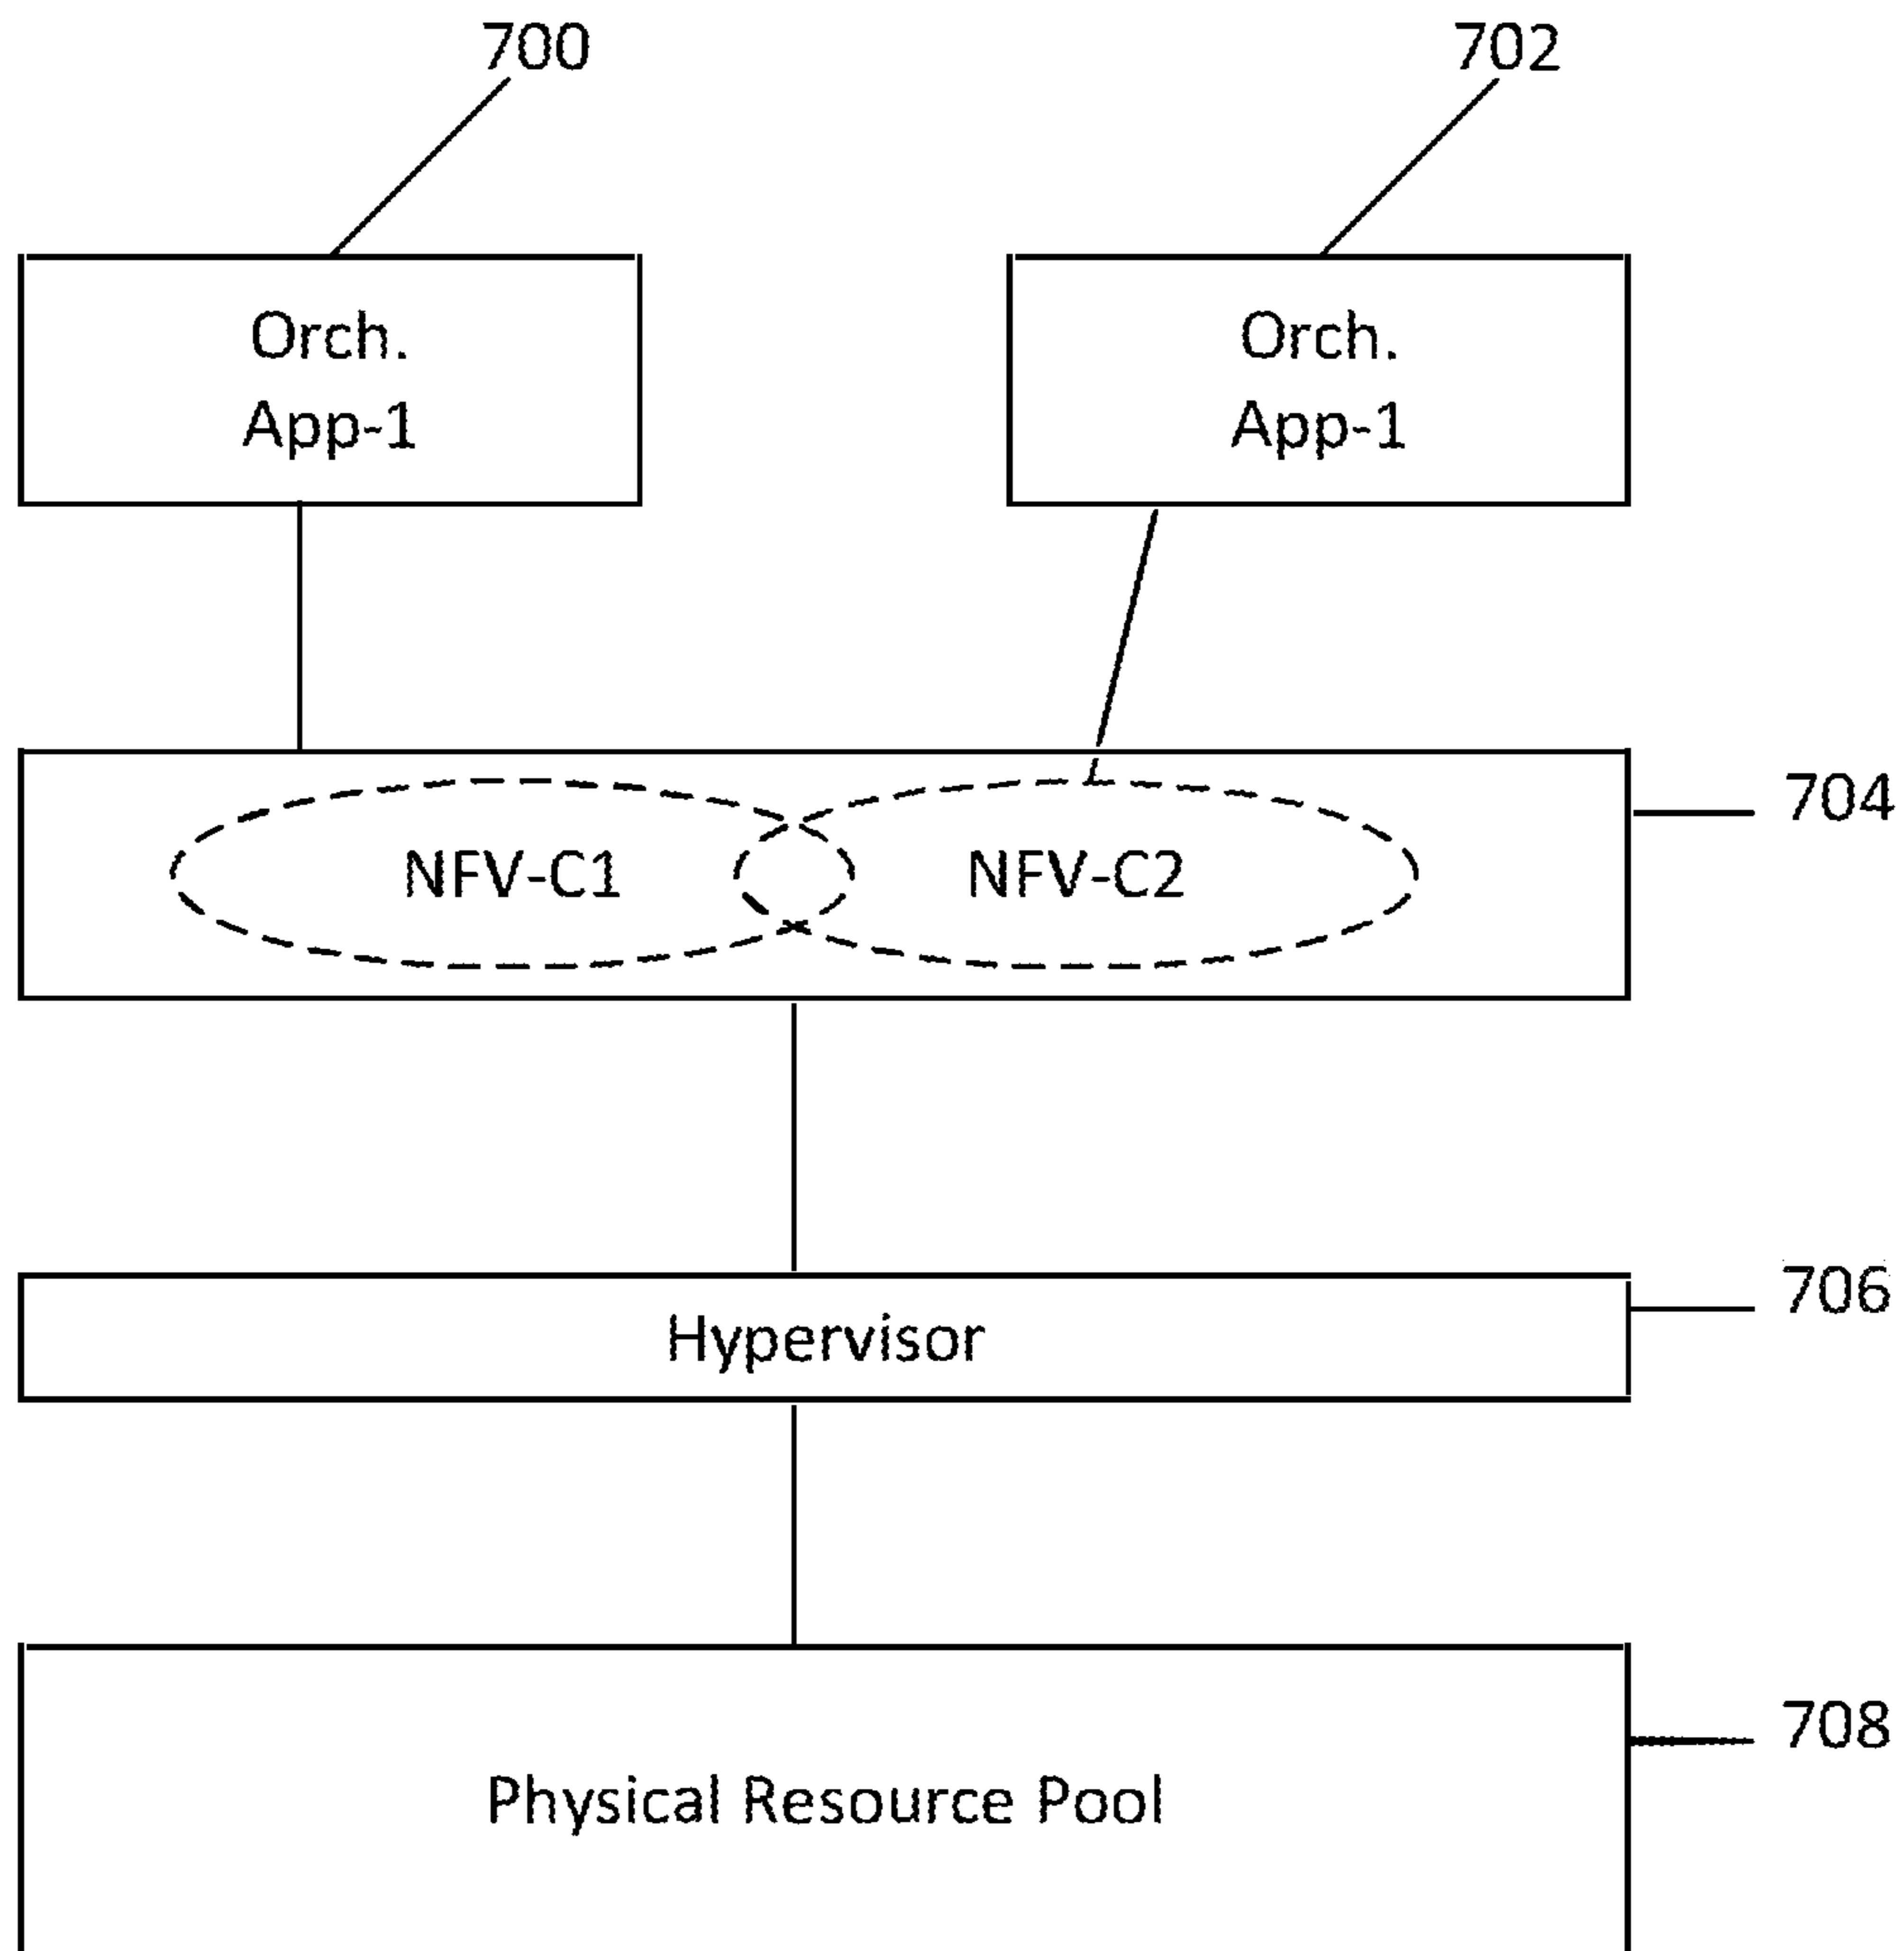 700
702
Orch.
App-1
Orch.
App-1
704
NFV-C1
NFV-C2
706
Hypervisor
708
Physical Resource Pool